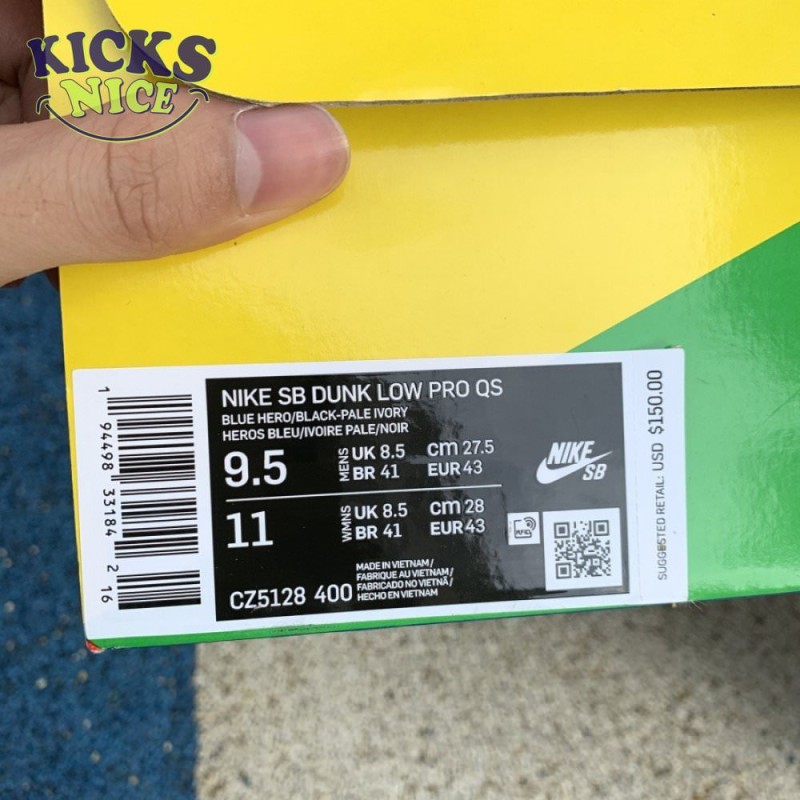 KICKS
NICE
NIKE SB DUNK LOW PRO QS
BLUE HERO/BLACK-PALE IVORY
HEROS BLEU/IVOIRE PALE/NOIR
9.5
MENS
UK 8.5
cm 27.5
BR 41
EUR 43
11
WMNS
UK 8.5
cm 28
BR 41
EUR 43
NIKE
SB
RFID
CZ5128 400
MADE IN VIETNAM/
FABRIQUE AU VIETNAM/
FABRICADO NO VIETNÃ/
HECHO EN VIETNAM
1 94498 33184 2 16
SUGGESTED RETAIL: USD $150.00